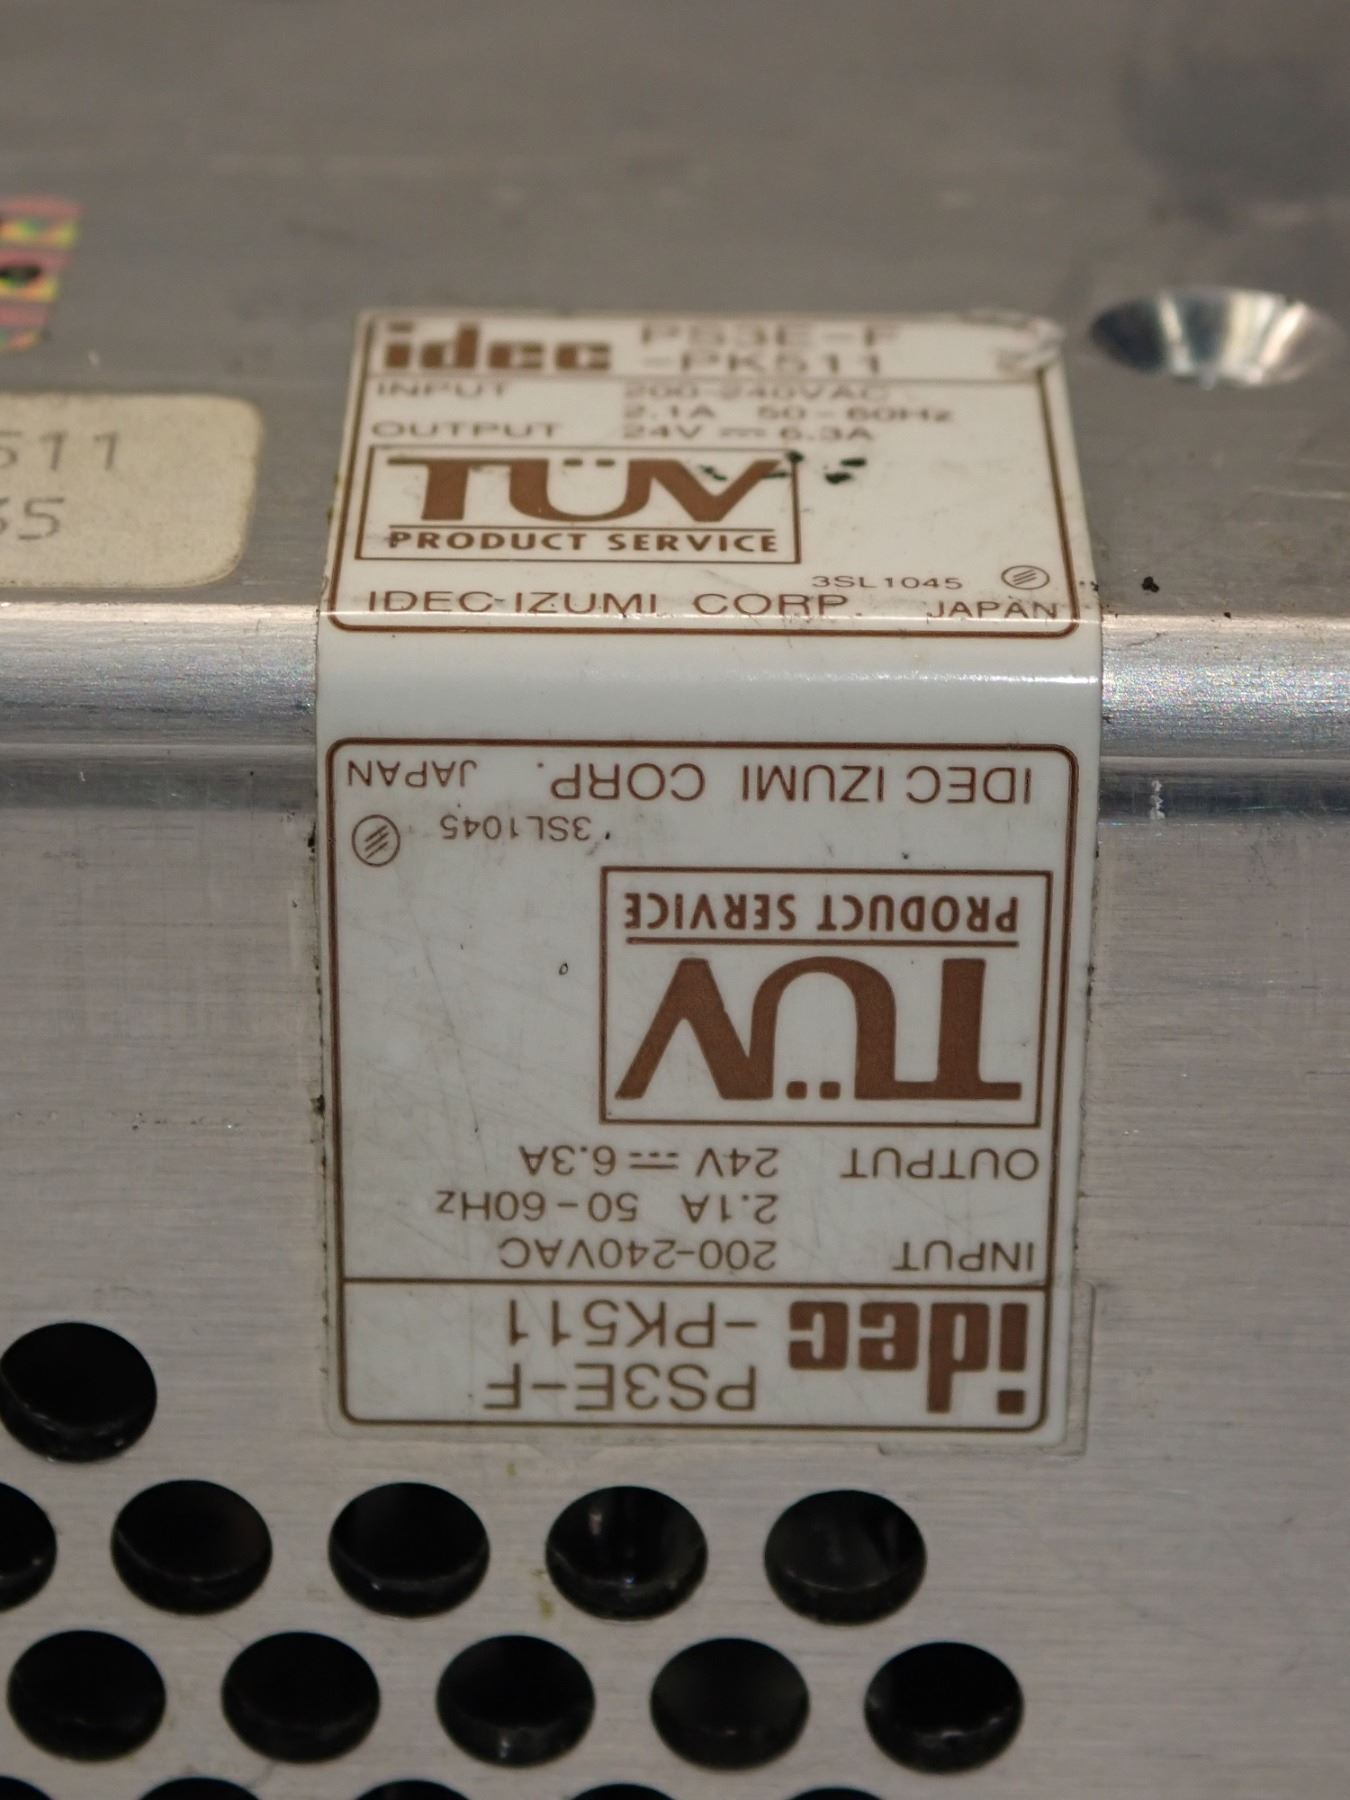 idec PS3E-F
-PK511
INPUT 200-240VAC
2.1A 50-60Hz
OUTPUT 24V ⎓ 6.3A
TÜV
PRODUCT SERVICE
3SL1045
IDEC IZUMI CORP. JAPAN
511
35
idec PS3E-F
-PK511
INPUT 200-240VAC
2.1A 50-60Hz
OUTPUT 24V ⎓ 6.3A
TÜV
PRODUCT SERVICE
3SL1045
IDEC IZUMI CORP. JAPAN